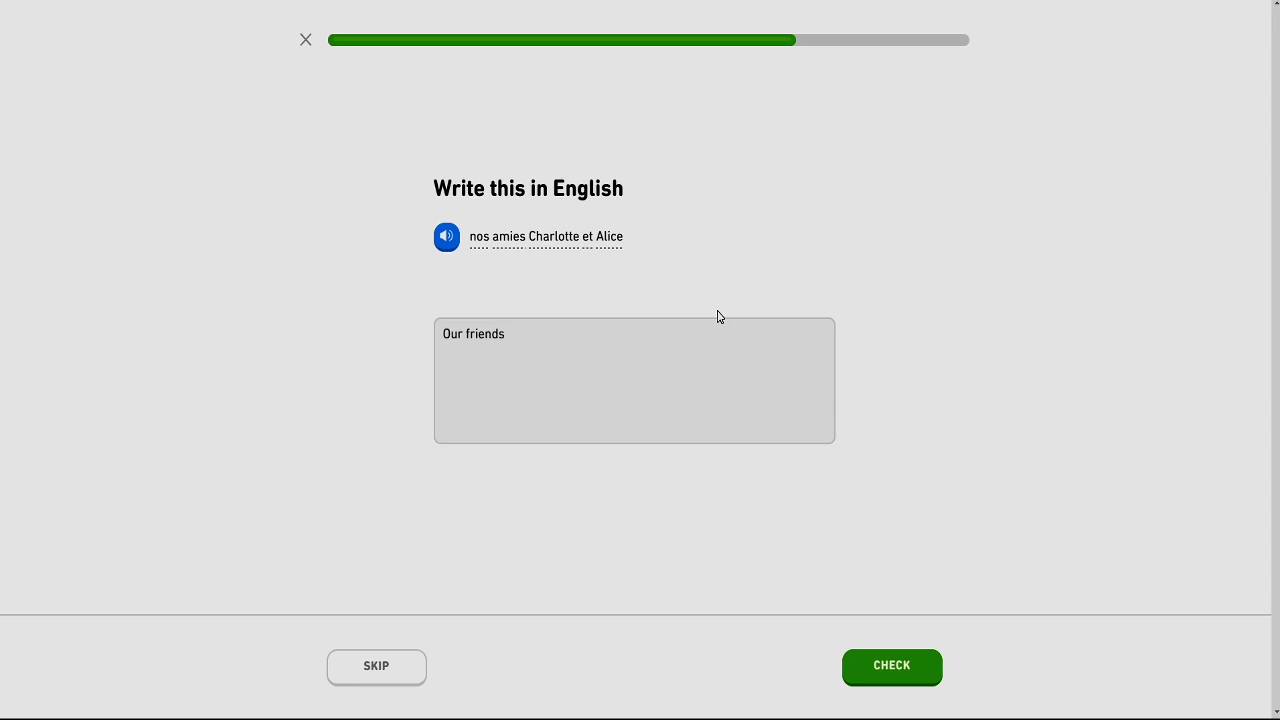 Write this in English
nos amies Charlotte et Alice
Our friends
SKIP
CHECK